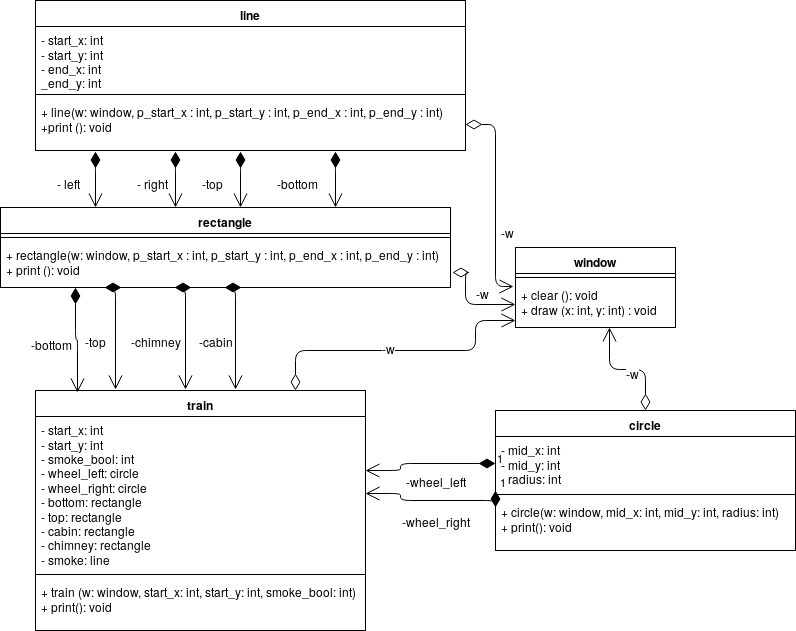 line
- start_x: int
- start_y: int
- end_x: int
_end_y: int
+ line(w: window, p_start_x : int, p_start_y : int, p_end_x : int, p_end_y : int)
+print (): void
- left
- right
-top
-bottom
rectangle
+ rectangle(w: window, p_start_x : int, p_start_y : int, p_end_x : int, p_end_y : int)
+ print (): void
-w
-w
window
+ clear (): void
+ draw (x: int, y: int) : void
-bottom
-top
-chimney
-cabin
-w
-w
train
- start_x: int
- start_y: int
- smoke_bool: int
- wheel_left: circle
- wheel_right: circle
- bottom: rectangle
- top: rectangle
- cabin: rectangle
- chimney: rectangle
- smoke: line
+ train (w: window, start_x: int, start_y: int, smoke_bool: int)
+ print(): void
-wheel_left
-wheel_right
1
1
circle
- mid_x: int
- mid_y: int
radius: int
+ circle(w: window, mid_x: int, mid_y: int, radius: int)
+ print(): void